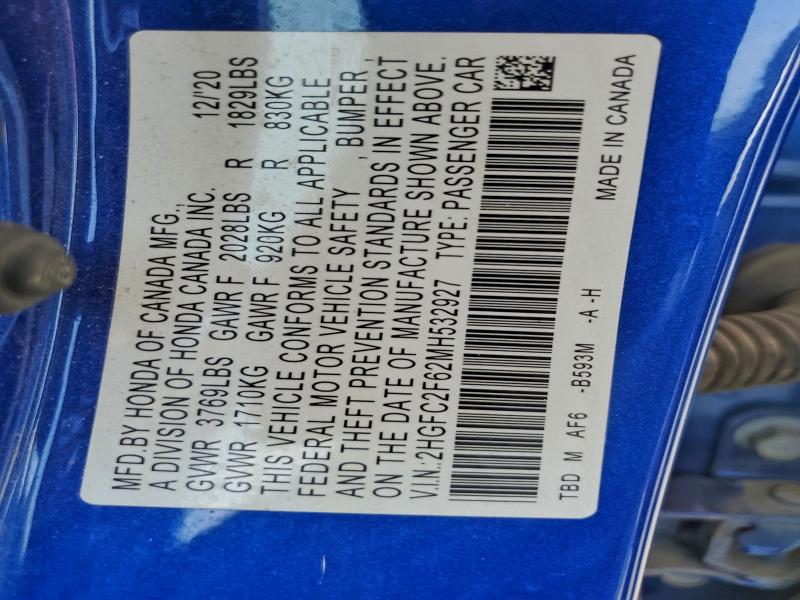 MFD.BY HONDA OF CANADA MFG., 12/'20
A DIVISION OF HONDA CANADA INC.
GVWR 3769LBS GAWR F 2028LBS R 1829LBS
GWR 1710KG GAWR F 920KG R 830KG
THIS VEHICLE CONFORMS TO ALL APPLICABLE
FEDERAL MOTOR VEHICLE SAFETY , BUMPER ,
AND THEFT PREVENTION STANDARDS IN EFFECT
ON THE DATE OF MANUFACTURE SHOWN ABOVE.
V.I.N.:2HGFC2F62MH532927 TYPE: PASSENGER CAR
TBD M AF6 -B593M -A -H MADE IN CANADA